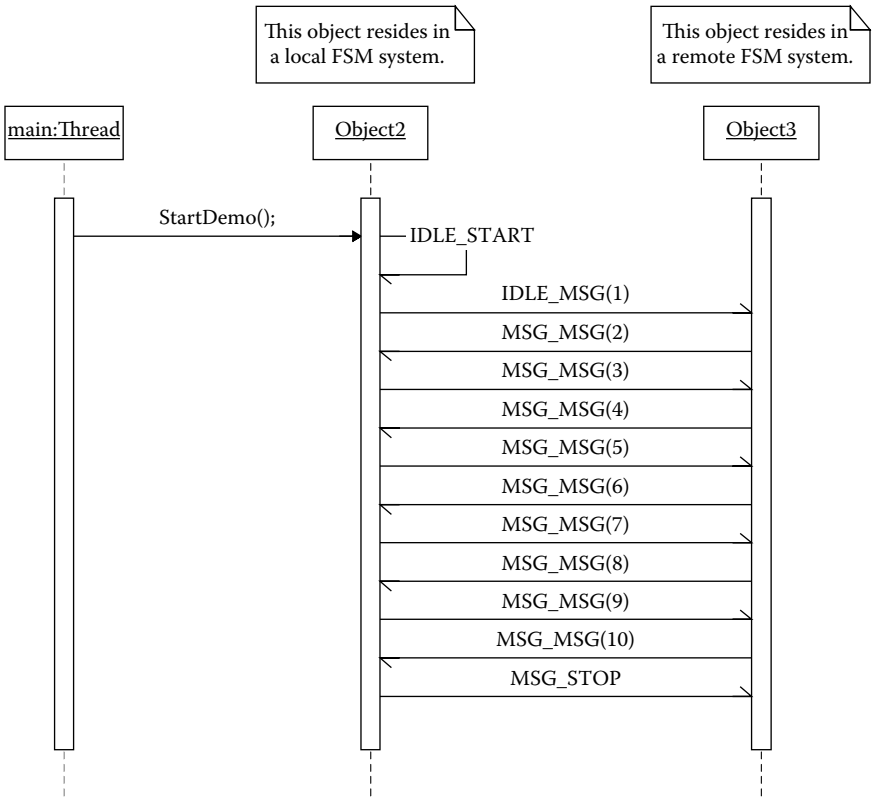 This object resides in
a local FSM system.
This object resides in
a remote FSM system.
main:Thread
Object2
Object3
StartDemo();
IDLE_START
IDLE_MSG(1)
MSG_MSG(2)
MSG_MSG(3)
MSG_MSG(4)
MSG_MSG(5)
MSG_MSG(6)
MSG_MSG(7)
MSG_MSG(8)
MSG_MSG(9)
MSG_MSG(10)
MSG_STOP